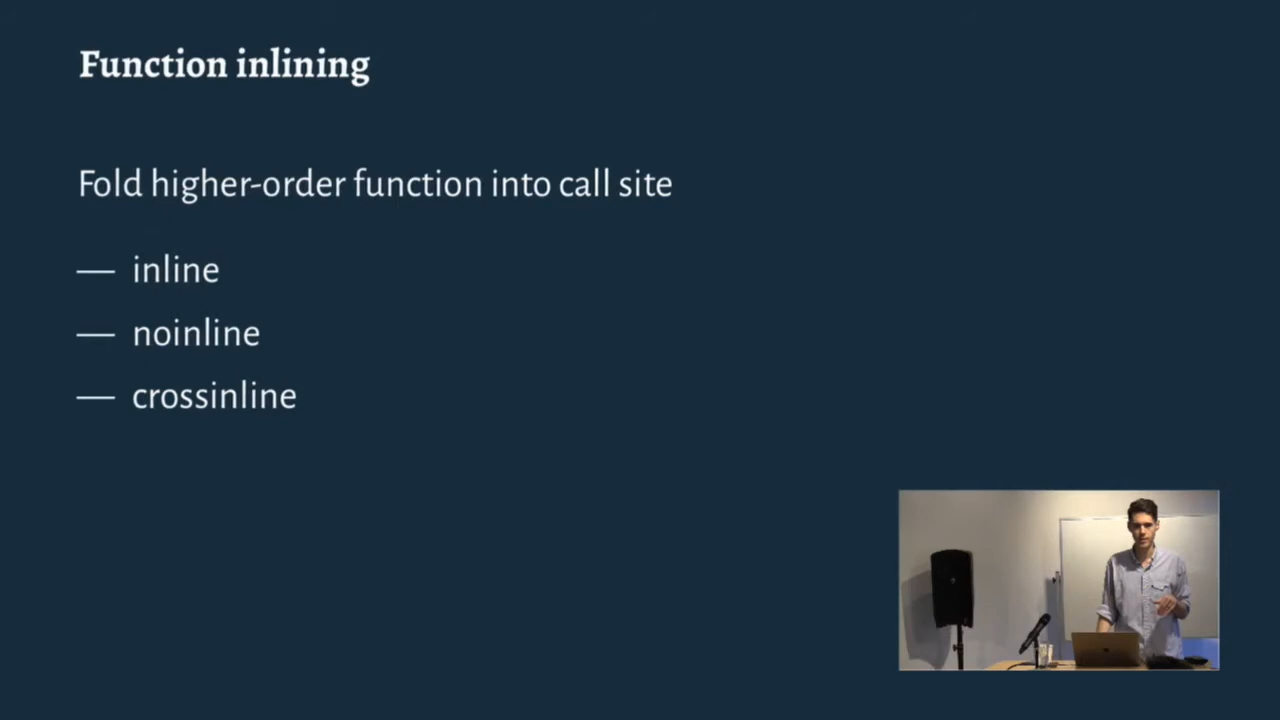 Function inlining
Fold higher-order function into call site
— inline
— noinline
— crossinline